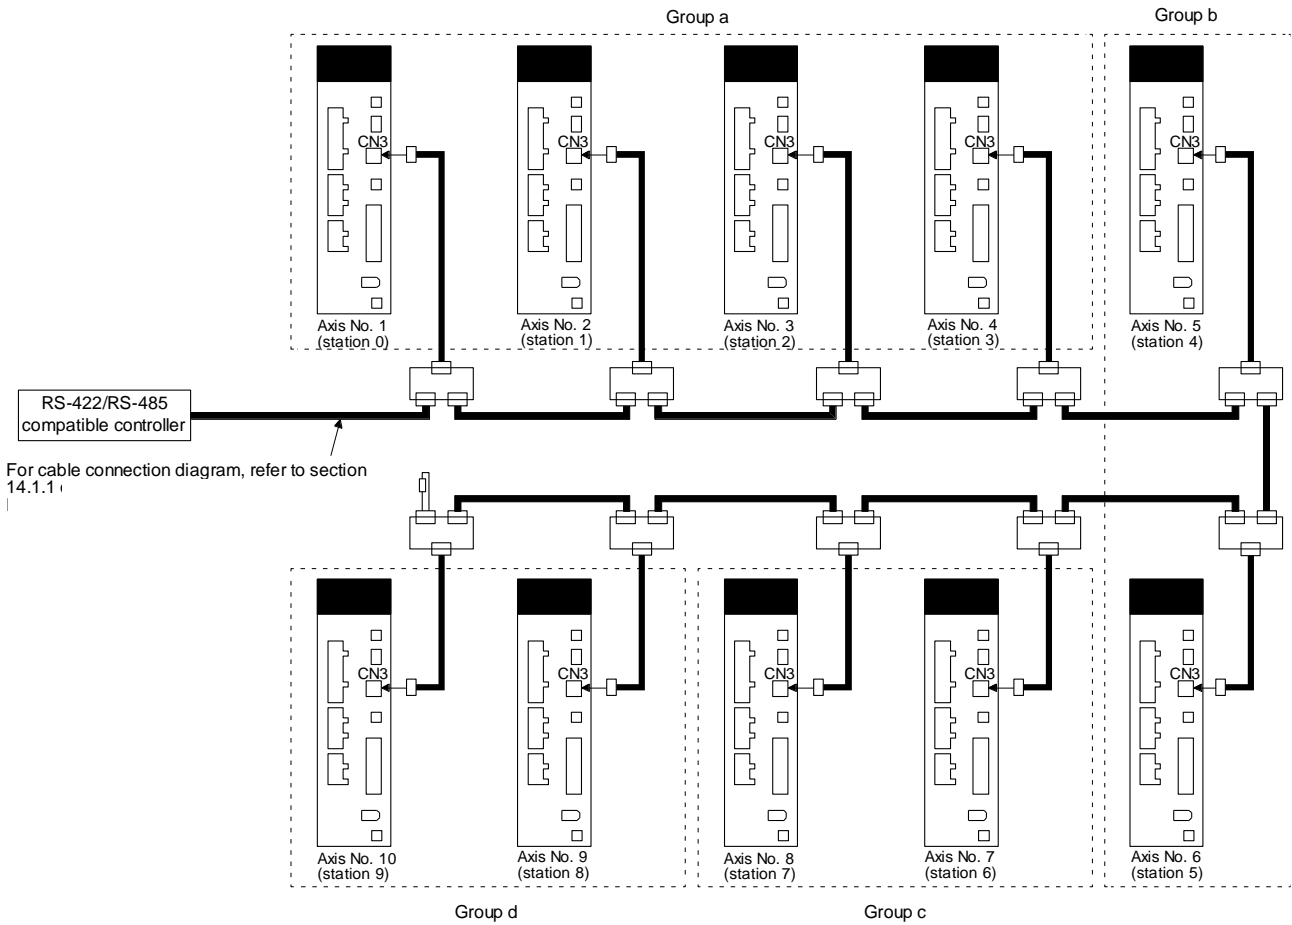 Group a
Group b
CN3
CN3
CN3
CN3
CN3
Axis No. 1
(station 0)
Axis No. 2
(station 1)
Axis No. 3
(station 2)
Axis No. 4
(station 3)
Axis No. 5
(station 4)
RS-422/RS-485
compatible controller
For cable connection diagram, refer to section
14.1.1
CN3
CN3
CN3
CN3
CN3
Axis No. 10
(station 9)
Axis No. 9
(station 8)
Axis No. 8
(station 7)
Axis No. 7
(station 6)
Axis No. 6
(station 5)
Group d
Group c